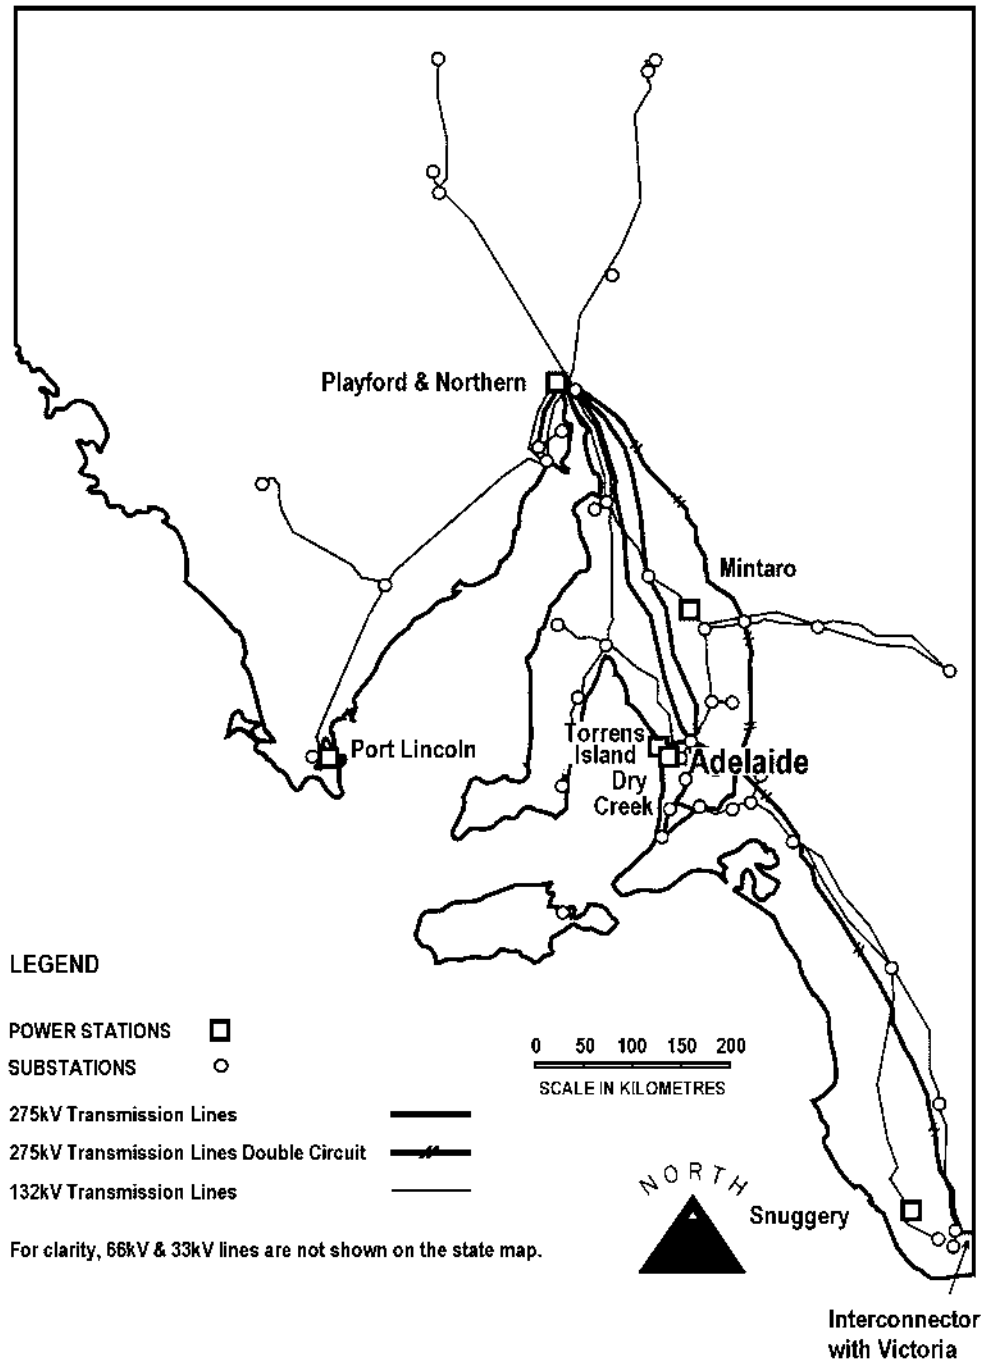 Playford & Northern
Mintaro
Port Lincoln
Torrens
Island
Adelaide
Dry
Creek
LEGEND
POWER STATIONS
SUBSTATIONS
275kV Transmission Lines
275kV Transmission Lines Double Circuit
132kV Transmission Lines
For clarity, 66kV & 33kV lines are not shown on the state map.
0 50 100 160 200
SCALE IN KILOMETRES
NORTH
Snuggery
Interconnector
with Victoria